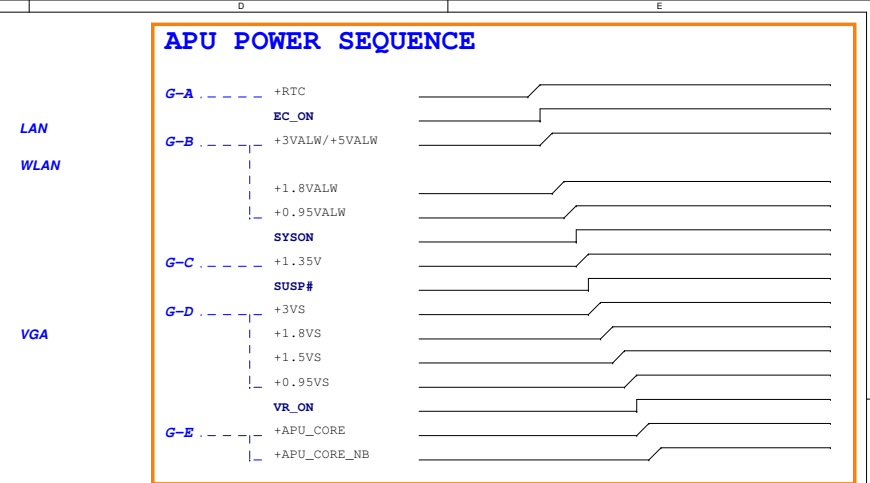 D E
APU POWER SEQUENCE
G-A +RTC
EC_ON
LAN
G-B +3VALW/+5VALW
WLAN
+1.8VALW
+0.95VALW
SYSON
G-C +1.35V
SUSP#
G-D +3VS
VGA +1.8VS
+1.5VS
+0.95VS
VR_ON
G-E +APU_CORE
+APU_CORE_NB